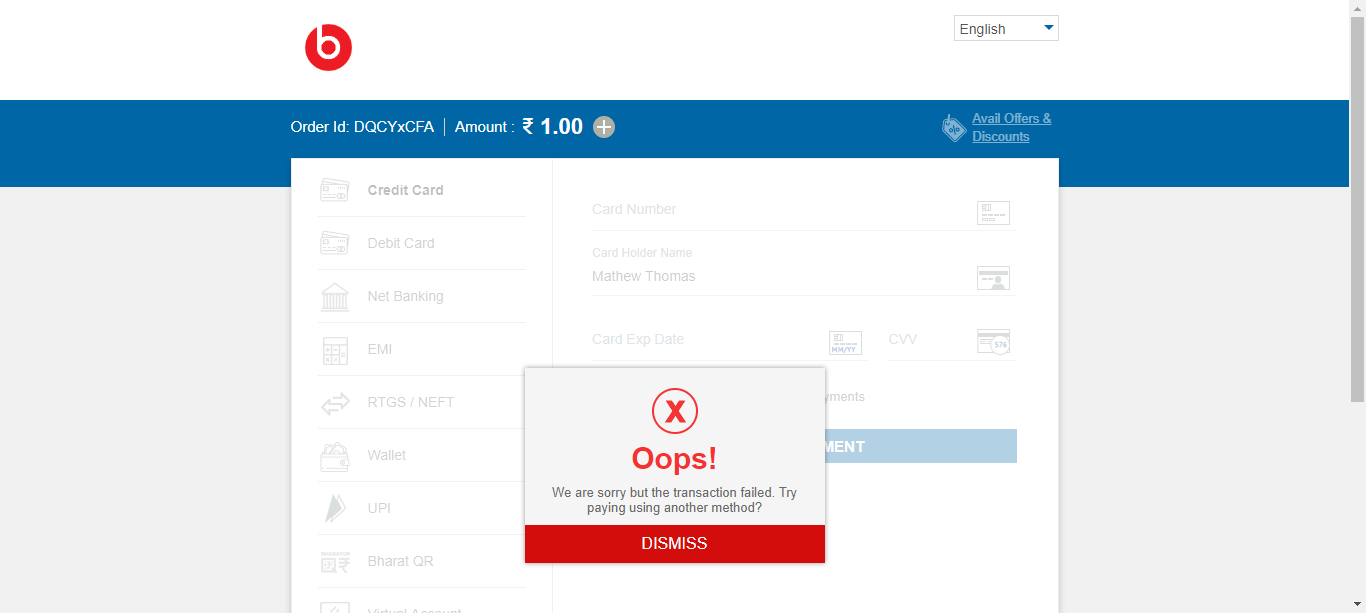 b
English
Order Id: DQCYxCFA
Amount : ₹ 1.00 +
Avail Offers &
Discounts
Credit Card
Debit Card
Net Banking
EMI
RTGS / NEFT
Wallet
UPI
Bharat QR
Virtual Account
Card Number
Card Holder Name
Mathew Thomas
Card Exp Date
MM/YY
CVV
576
yments
MENT
X
Oops!
We are sorry but the transaction failed. Try
paying using another method?
DISMISS